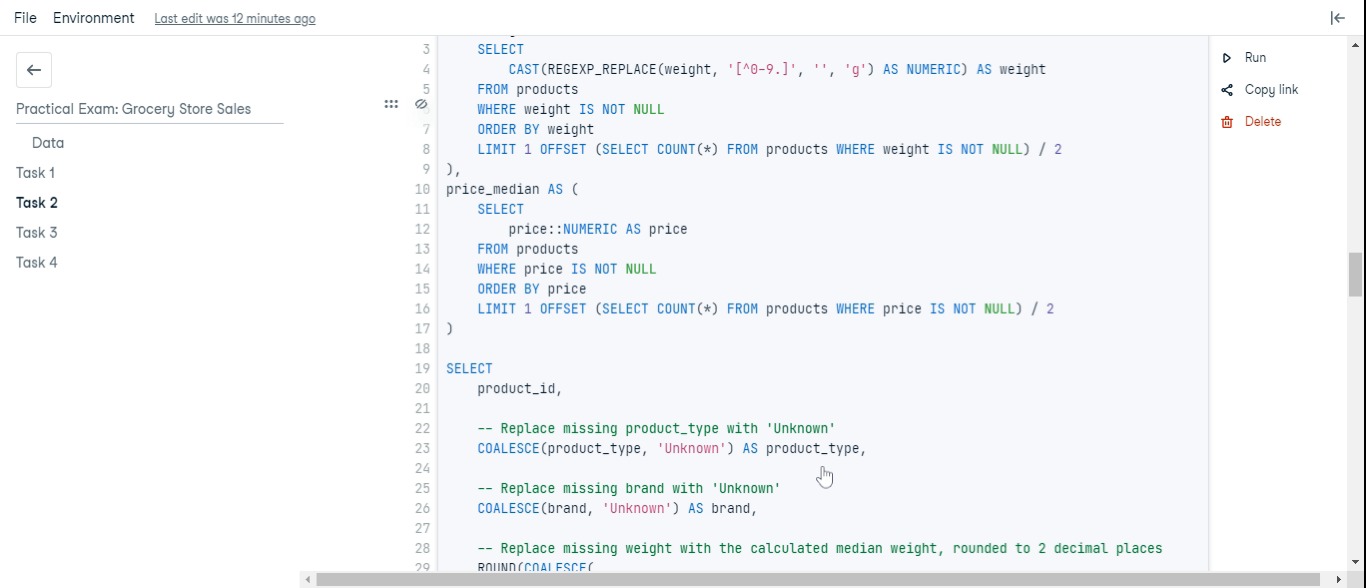 File Environment Last edit was 12 minutes ago
Practical Exam: Grocery Store Sales
Data
Task 1
Task 2
Task 3
Task 4
3 SELECT
4 CAST(REGEXP_REPLACE(weight, '[^0-9.]', '', 'g') AS NUMERIC) AS weight
5 FROM products
WHERE weight IS NOT NULL
7 ORDER BY weight
8 LIMIT 1 OFFSET (SELECT COUNT(*) FROM products WHERE weight IS NOT NULL) / 2
9 ),
10 price_median AS (
11 SELECT
12 price::NUMERIC AS price
13 FROM products
14 WHERE price IS NOT NULL
15 ORDER BY price
16 LIMIT 1 OFFSET (SELECT COUNT(*) FROM products WHERE price IS NOT NULL) / 2
17 )
18
19 SELECT
20 product_id,
21
22 -- Replace missing product_type with 'Unknown'
23 COALESCE(product_type, 'Unknown') AS product_type,
24
25 -- Replace missing brand with 'Unknown'
26 COALESCE(brand, 'Unknown') AS brand,
27
28 -- Replace missing weight with the calculated median weight, rounded to 2 decimal places
29 ROUND(COALESCE(
Run
Copy link
Delete